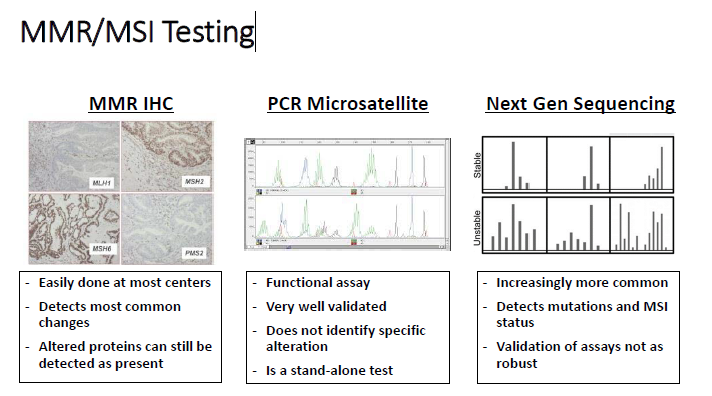 MMR/MSI Testing
MMR IHC
MLH1
MSH2
MSH6
PMS2
- Easily done at most centers
- Detects most common
changes
- Altered proteins can still be
detected as present
PCR Microsatellite
- Functional assay
- Very well validated
- Does not identify specific
alteration
- Is a stand-alone test
Next Gen Sequencing
Stable
Unstable
- Increasingly more common
- Detects mutations and MSI
status
- Validation of assays not as
robust